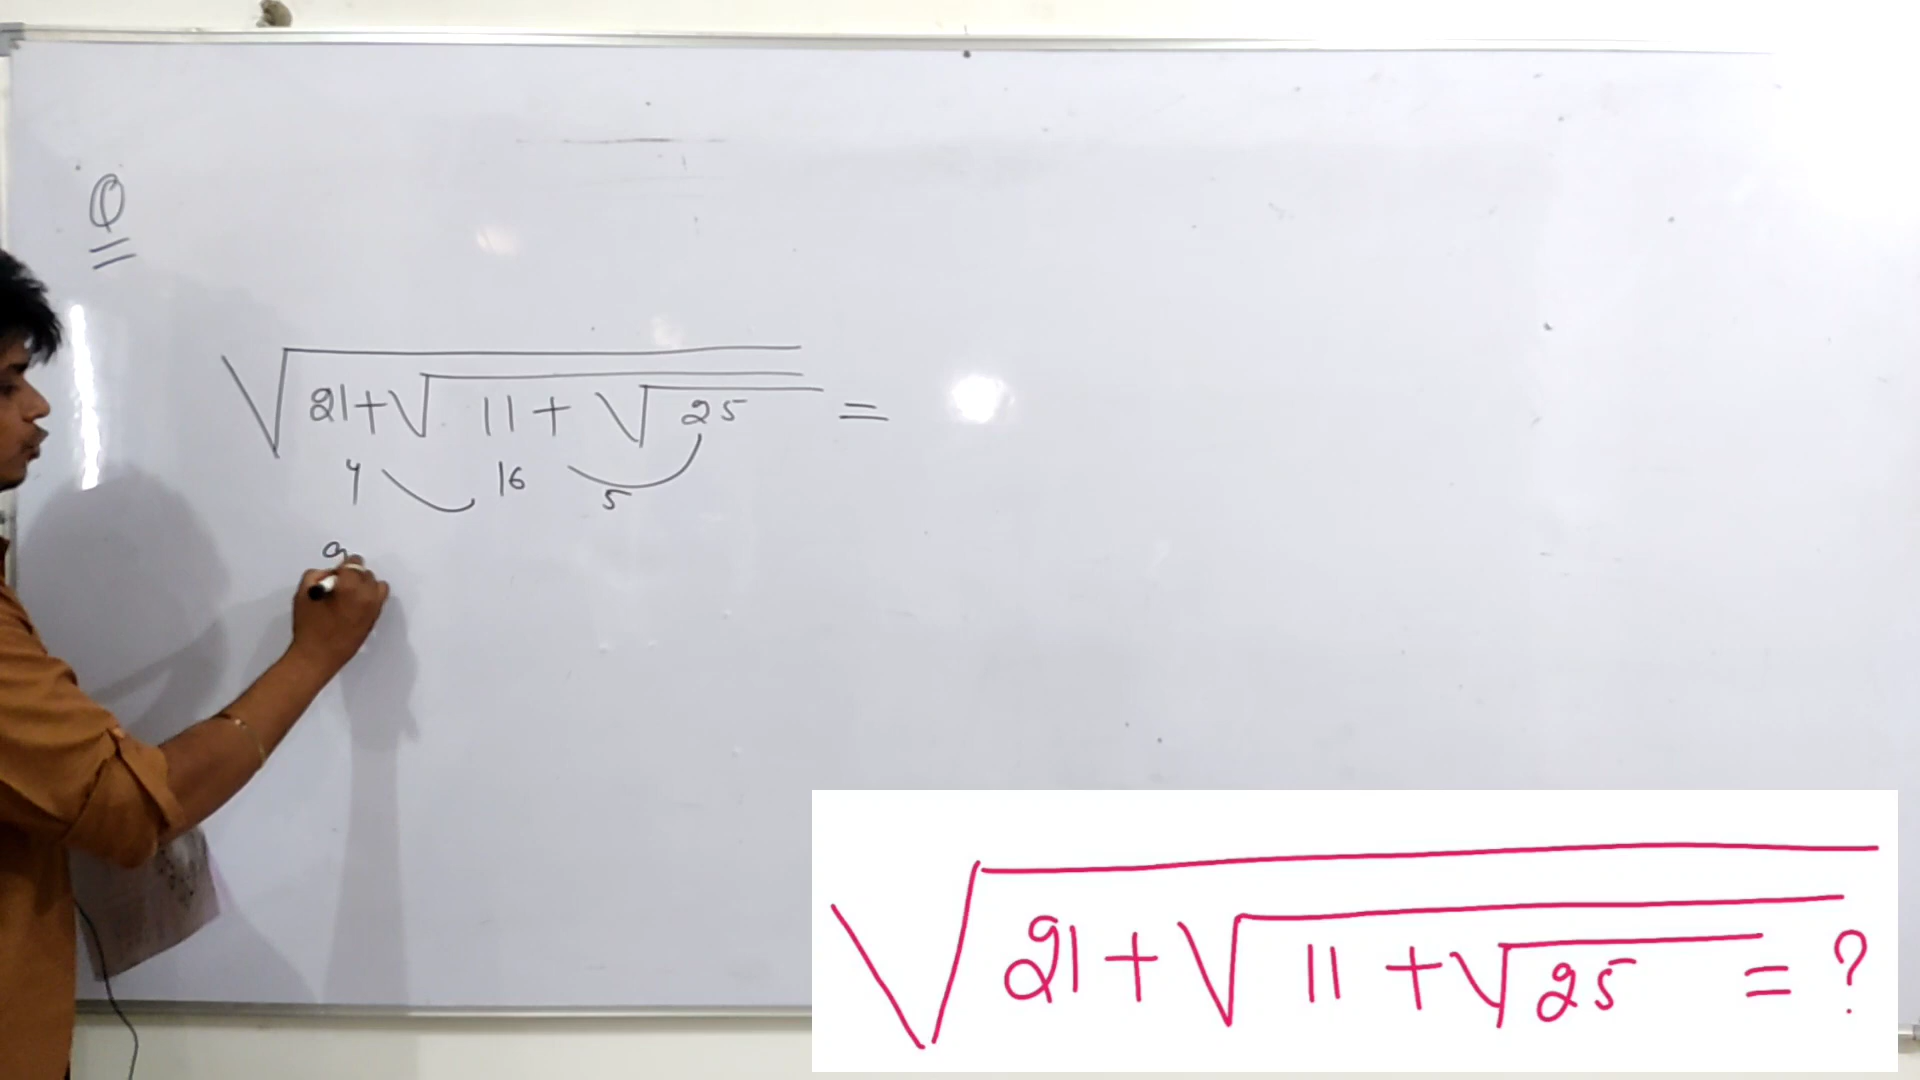 Q
√21+√11+√25 =
4 16 5
√21+√11+√25 = ?